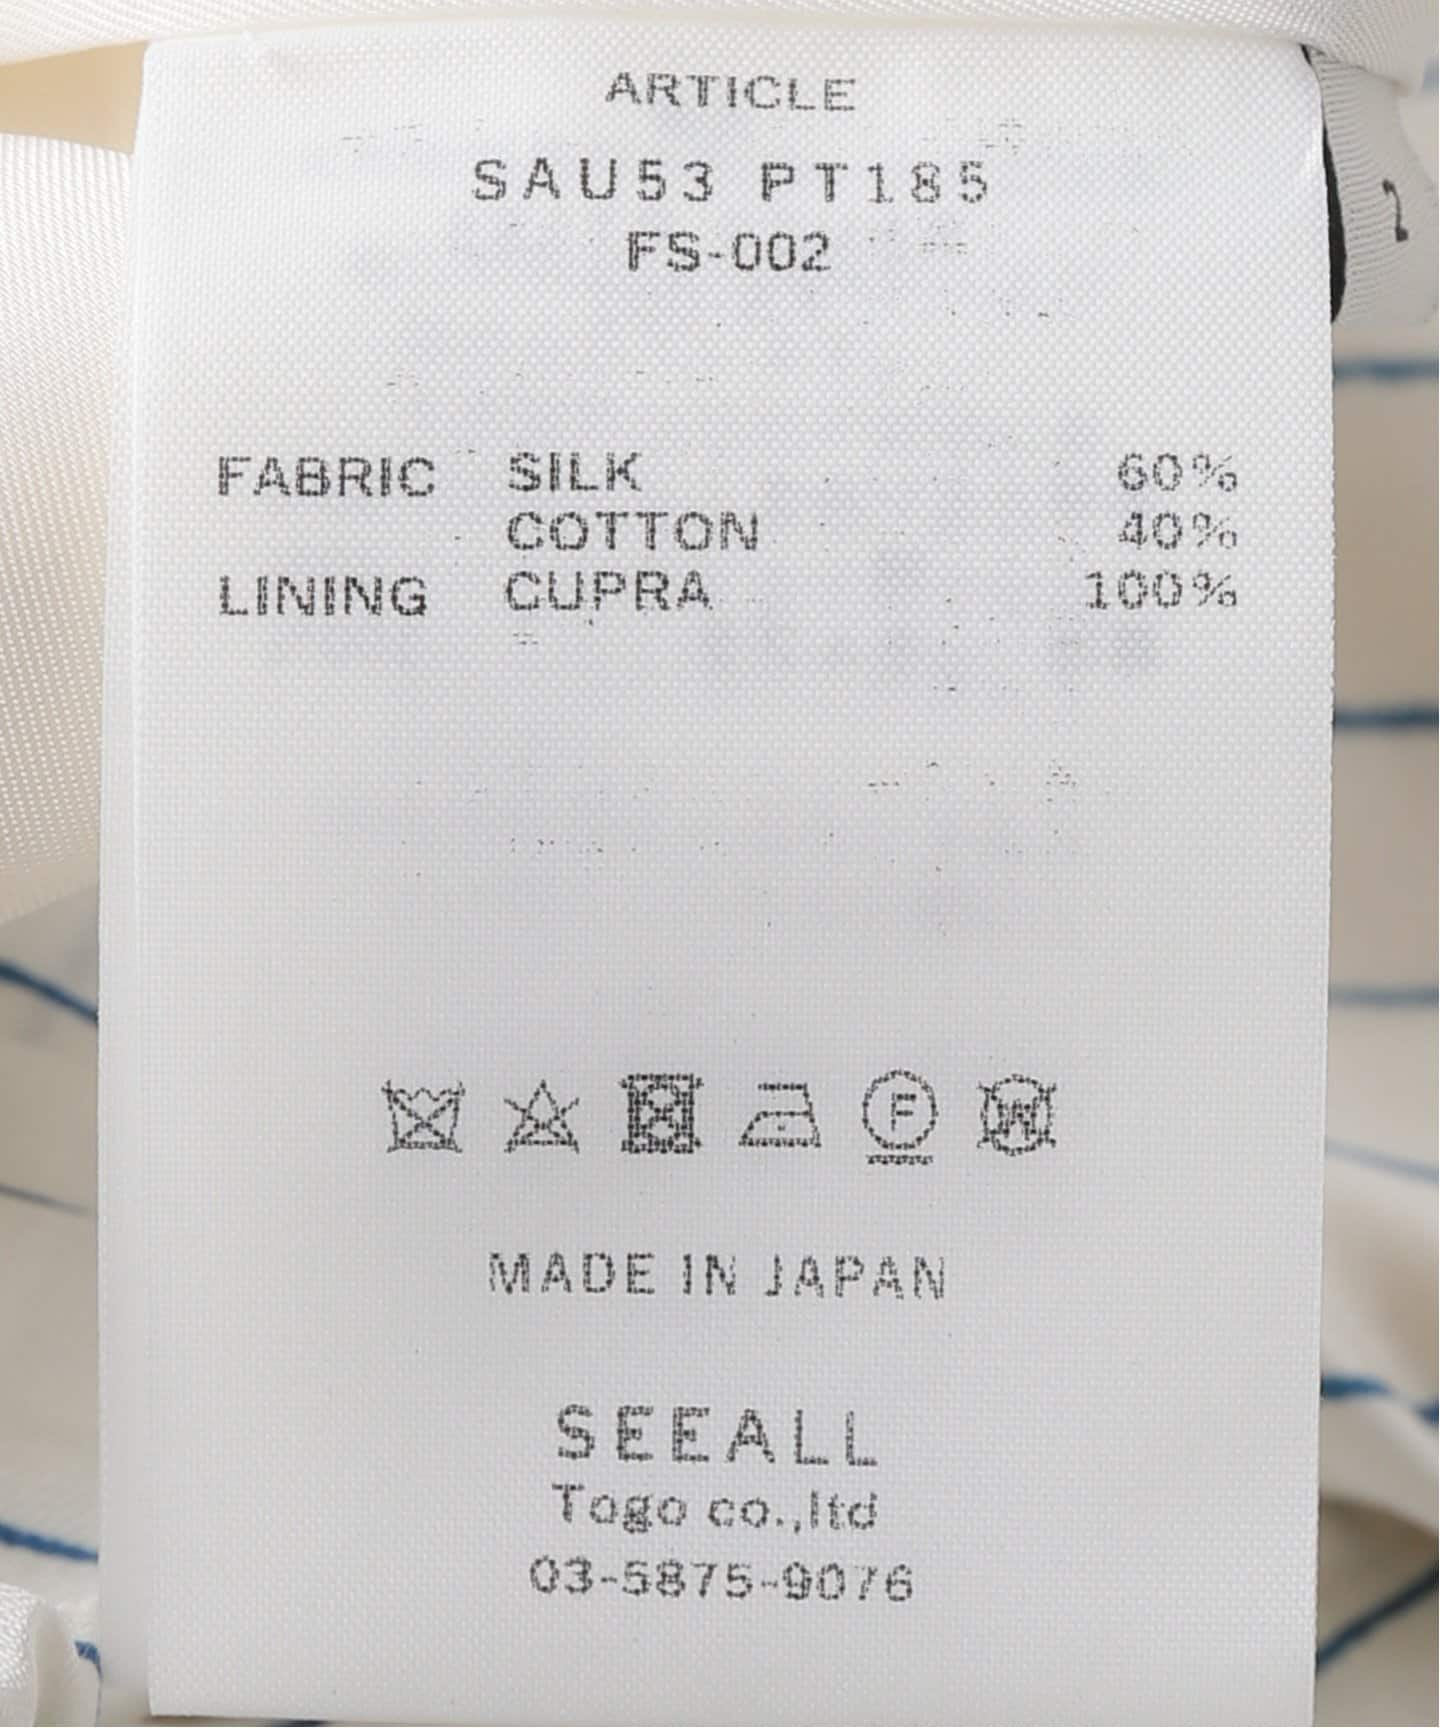 ARTICLE
SAU53 PT185
FS-002
FABRIC SILK 60%
COTTON 40%
LINING CUPRA 100%
F
W
MADE IN JAPAN
SEEALL
Togo co.,ltd
03-5875-9076
2